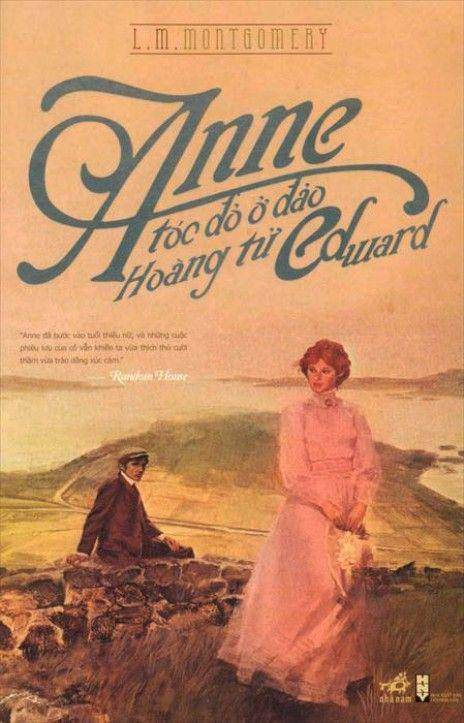 L.M. MONTGOMERY
Anne
tóc đỏ ở đảo
Hoàng tử Edward
"Anne đã bước vào tuổi thiếu nữ, và những cuộc
phiêu lưu của cô vẫn khiến ta vừa thích thú cười
thầm vừa trào dâng xúc cảm."
Random House
nhã nam
HNV